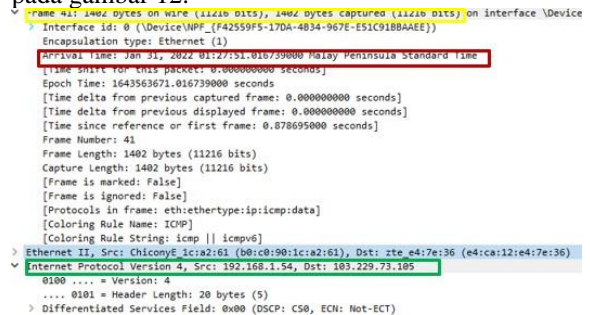 pada gambar 12.
Frame 41: 1402 bytes on wire (11216 bits), 1402 bytes captured (11216 bits) on interface \Device
Interface id: 0 (\Device\NPF_{F42559F5-17DA-4B34-967E-E51C91BBAAEE})
Encapsulation type: Ethernet (1)
Arrival Time: Jan 31, 2022 01:27:51.016739000 Malay Peninsula Standard Time
[Time shift for this packet: 0.000000000 seconds]
Epoch Time: 1643563671.016739000 seconds
[Time delta from previous captured frame: 0.000000000 seconds]
[Time delta from previous displayed frame: 0.000000000 seconds]
[Time since reference or first frame: 0.878695000 seconds]
Frame Number: 41
Frame Length: 1402 bytes (11216 bits)
Capture Length: 1402 bytes (11216 bits)
[Frame is marked: False]
[Frame is ignored: False]
[Protocols in frame: eth:ethertype:ip:icmp:data]
[Coloring Rule Name: ICMP]
[Coloring Rule String: icmp || icmpv6]
Ethernet II, Src: ChiconyE_1c:a2:61 (b0:c0:90:1c:a2:61), Dst: zte_e4:7e:36 (e4:ca:12:e4:7e:36)
Internet Protocol Version 4, Src: 192.168.1.54, Dst: 103.229.73.105
0100 .... = Version: 4
.... 0101 = Header Length: 20 bytes (5)
Differentiated Services Field: 0x00 (DSCP: CS0, ECN: Not-ECT)